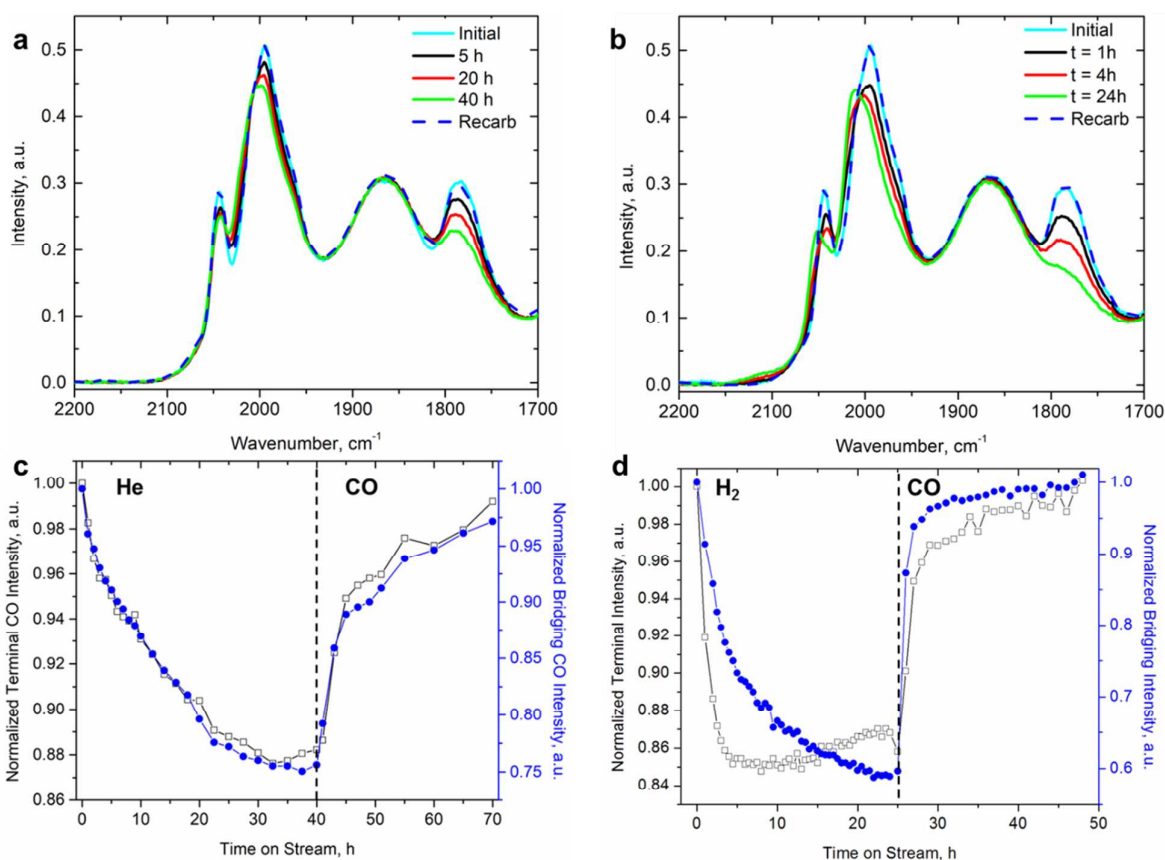 a
Initial
5 h
20 h
40 h
Recarb
0.5
0.4
0.3
0.2
0.1
0.0
Intensity, a.u.
2200 2100 2000 1900 1800 1700
Wavenumber, cm⁻¹
b
Initial
t = 1h
t = 4h
t = 24h
Recarb
0.5
0.4
0.3
0.2
0.1
0.0
Intensity, a.u.
2200 2100 2000 1900 1800 1700
Wavenumber, cm⁻¹
c
He CO
1.00
0.98
0.96
0.94
0.92
0.90
0.88
0.86
Normalized Terminal CO Intensity, a.u.
1.00
0.95
0.90
0.85
0.80
0.75
Normalized Bridging CO Intensity, a.u.
0 10 20 30 40 50 60 70
Time on Stream, h
d
H₂ CO
1.00
0.98
0.96
0.94
0.92
0.90
0.88
0.86
0.84
Normalized Terminal Intensity, a.u.
1.0
0.9
0.8
0.7
0.6
Normalized Bridging Intensity, a.u.
0 10 20 30 40 50
Time on Stream, h